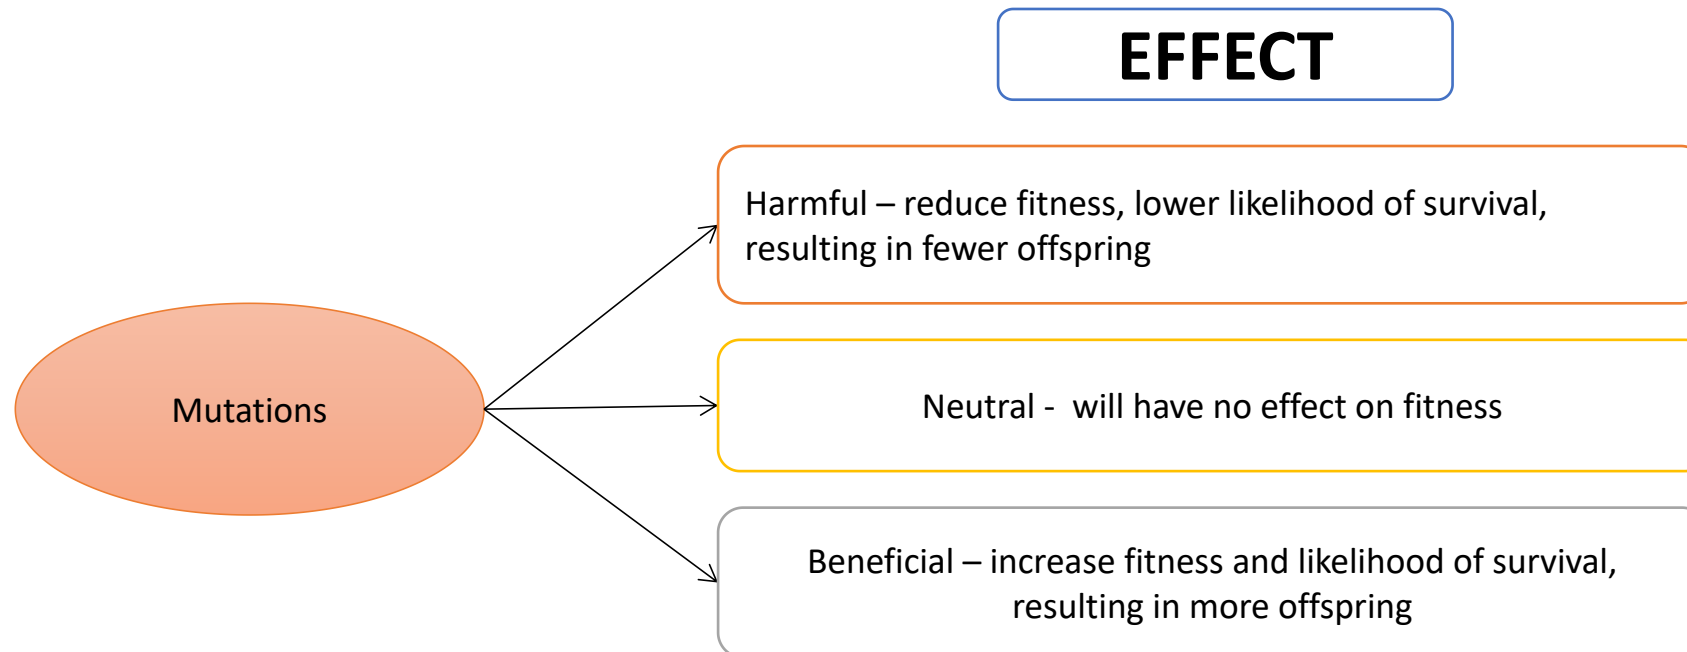 EFFECT
Harmful – reduce fitness, lower likelihood of survival,
resulting in fewer offspring
Mutations
Neutral -  will have no effect on fitness
Beneficial – increase fitness and likelihood of survival,
resulting in more offspring